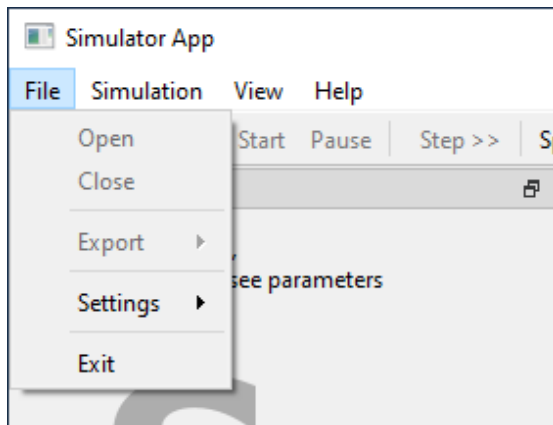 Simulator App
File Simulation View Help
Open
Start Pause Step >>
Close
Export
see parameters
Settings
Exit